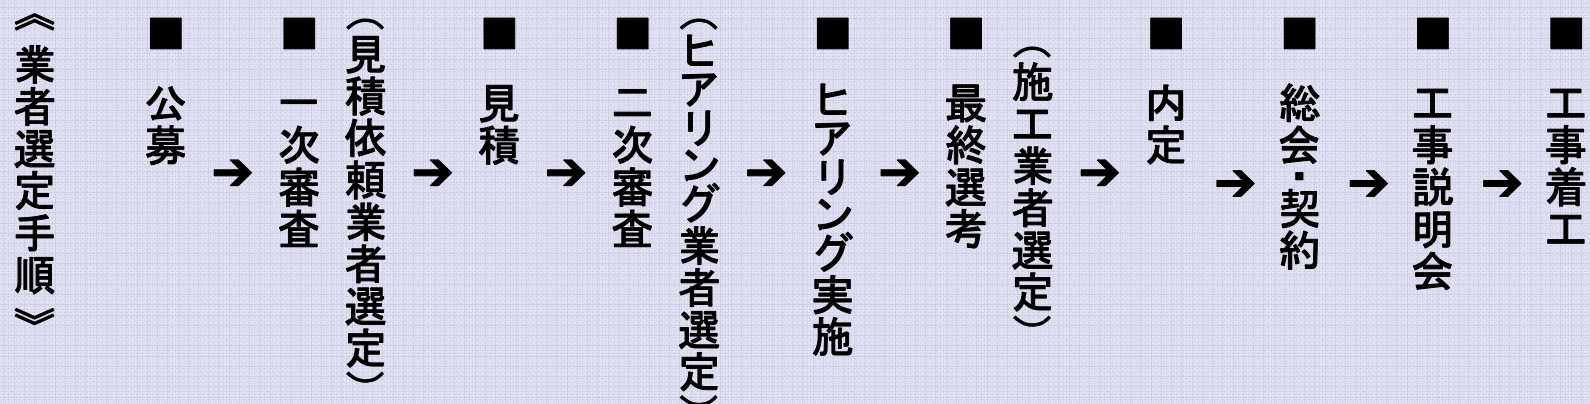 《業者選定手順》
■ 公募
➔
■ 一次審査
(見積依頼業者選定)
➔
■ 見積
➔
■ 二次審査
(ヒアリング業者選定)
➔
■ ヒアリング実施
➔
■ 最終選考
(施工業者選定)
➔
■ 内定
➔
■ 総会・契約
➔
■ 工事説明会
➔
■ 工事着工